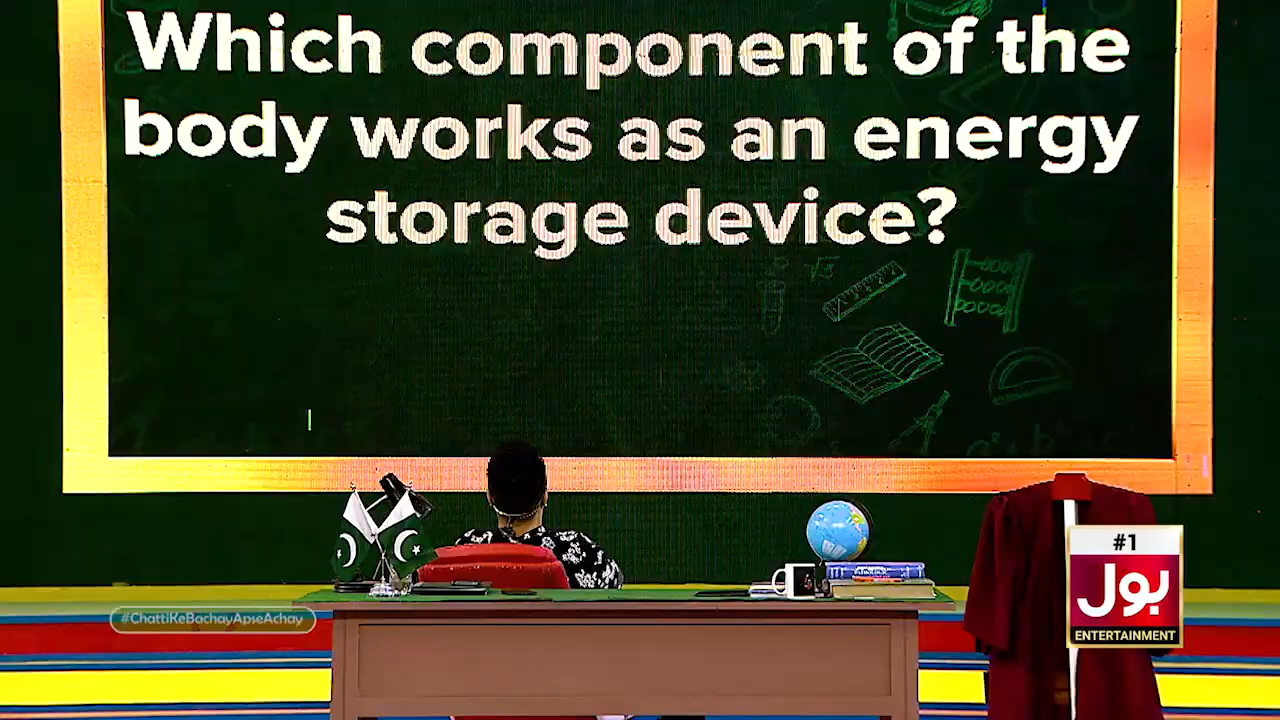 Which component of the
body works as an energy
storage device?
#1
بول
ENTERTAINMENT
#ChattiKeBachayApseAchay